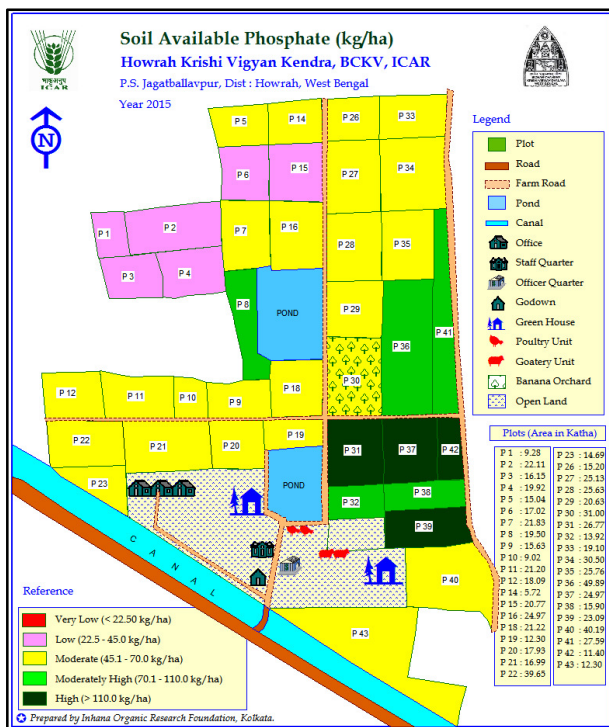 Soil Available Phosphate (kg/ha)
Howrah Krishi Vigyan Kendra, BCKV, ICAR
P.S. Jagatballavpur, Dist : Howrah, West Bengal
Year 2015
ICAR
N
P 5
P 14
P 26
P 33
P 6
P 15
P 27
P 34
P 1
P 2
P 7
P 16
P 28
P 35
P 3
P 4
P 8
POND
P 29
P 36
P 41
P 12
P 11
P 10
P 9
P 18
P 30
P 22
P 21
P 20
P 19
P 31
P 37
P 42
P 23
POND
P 32
P 38
P 39
P 40
P 43
CANAL
Legend
Plot
Road
Farm Road
Pond
Canal
Office
Staff Quarter
Officer Quarter
Godown
Green House
Poultry Unit
Goatery Unit
Banana Orchard
Open Land
Plots (Area in Katha)
P 1 : 9.28
P 2 : 22.11
P 3 : 16.15
P 4 : 19.92
P 5 : 15.04
P 6 : 17.02
P 7 : 21.83
P 8 : 19.50
P 9 : 15.63
P 10 : 9.02
P 11 : 21.20
P 12 : 18.09
P 14 : 5.72
P 15 : 20.77
P 16 : 24.97
P 18 : 21.22
P 19 : 12.30
P 20 : 17.93
P 21 : 16.99
P 22 : 39.65
P 23 : 14.69
P 26 : 15.20
P 27 : 25.13
P 28 : 25.63
P 29 : 20.63
P 30 : 31.00
P 31 : 26.77
P 32 : 13.92
P 33 : 19.10
P 34 : 30.50
P 35 : 25.76
P 36 : 49.89
P 37 : 24.97
P 38 : 15.90
P 39 : 23.09
P 40 : 40.19
P 41 : 27.59
P 42 : 11.40
P 43 : 12.30
Reference
Very Low (< 22.50 kg/ha)
Low (22.5 - 45.0 kg/ha)
Moderate (45.1 - 70.0 kg/ha)
Moderately High (70.1 - 110.0 kg/ha)
High (> 110.0 kg/ha)
Prepared by Inhana Organic Research Foundation, Kolkata.